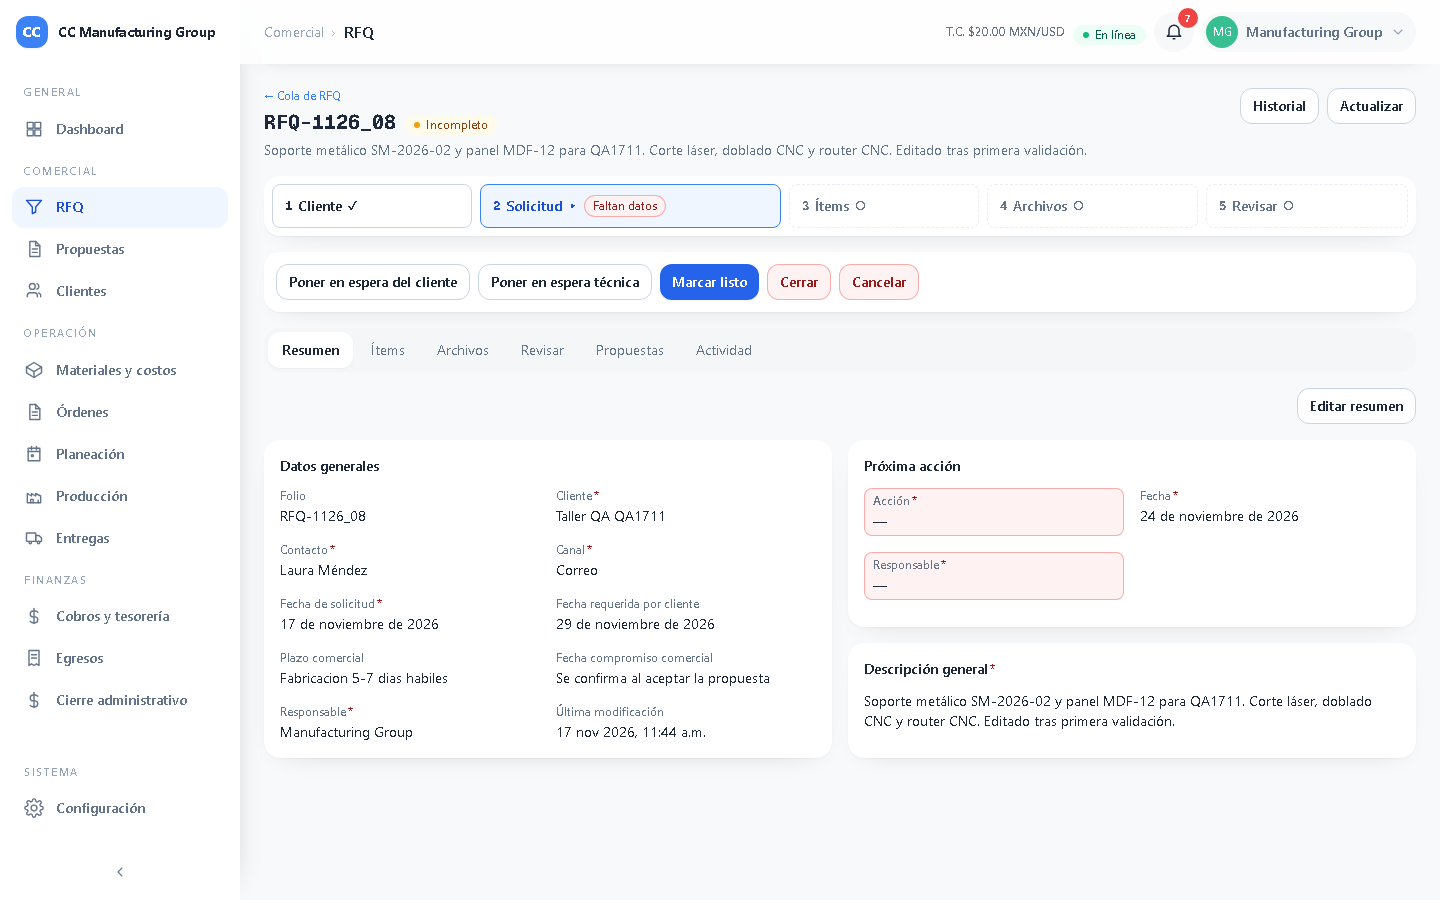 CC CC Manufacturing Group
Comercial › RFQ
T.C. $20.00 MXN/USD
En línea
7
MG Manufacturing Group
GENERAL
Dashboard
COMERCIAL
RFQ
Propuestas
Clientes
OPERACIÓN
Materiales y costos
Órdenes
Planeación
Producción
Entregas
FINANZAS
Cobros y tesorería
Egresos
Cierre administrativo
SISTEMA
Configuración
← Cola de RFQ
RFQ-1126_08 Incompleto
Soporte metálico SM-2026-02 y panel MDF-12 para QA1711. Corte láser, doblado CNC y router CNC. Editado tras primera validación.
Historial
Actualizar
1 Cliente ✓
2 Solicitud ‣ Faltan datos
3 Ítems ○
4 Archivos ○
5 Revisar ○
Poner en espera del cliente
Poner en espera técnica
Marcar listo
Cerrar
Cancelar
Resumen
Ítems
Archivos
Revisar
Propuestas
Actividad
Editar resumen
Datos generales
Folio
RFQ-1126_08
Cliente*
Taller QA QA1711
Contacto*
Laura Méndez
Canal*
Correo
Fecha de solicitud*
17 de noviembre de 2026
Fecha requerida por cliente
29 de noviembre de 2026
Plazo comercial
Fabricacion 5-7 dias habiles
Fecha compromiso comercial
Se confirma al aceptar la propuesta
Responsable*
Manufacturing Group
Última modificación
17 nov 2026, 11:44 a.m.
Próxima acción
Acción*
—
Fecha*
24 de noviembre de 2026
Responsable*
—
Descripción general*
Soporte metálico SM-2026-02 y panel MDF-12 para QA1711. Corte láser, doblado
CNC y router CNC. Editado tras primera validación.